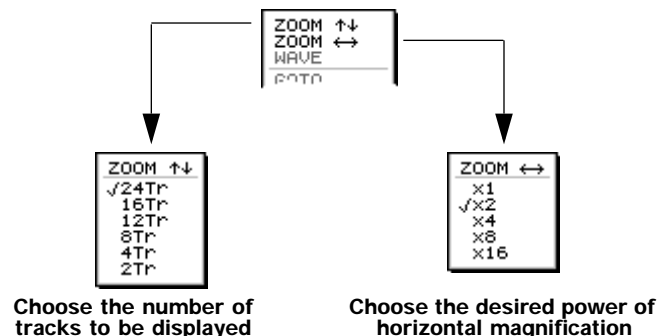 ZOOM ↑↓
ZOOM ↔
WAVE
GOTO
ZOOM ↑↓
√24Tr
16Tr
12Tr
8Tr
4Tr
2Tr
Choose the number of
tracks to be displayed
ZOOM ↔
x1
√x2
x4
x8
x16
Choose the desired power of
horizontal magnification